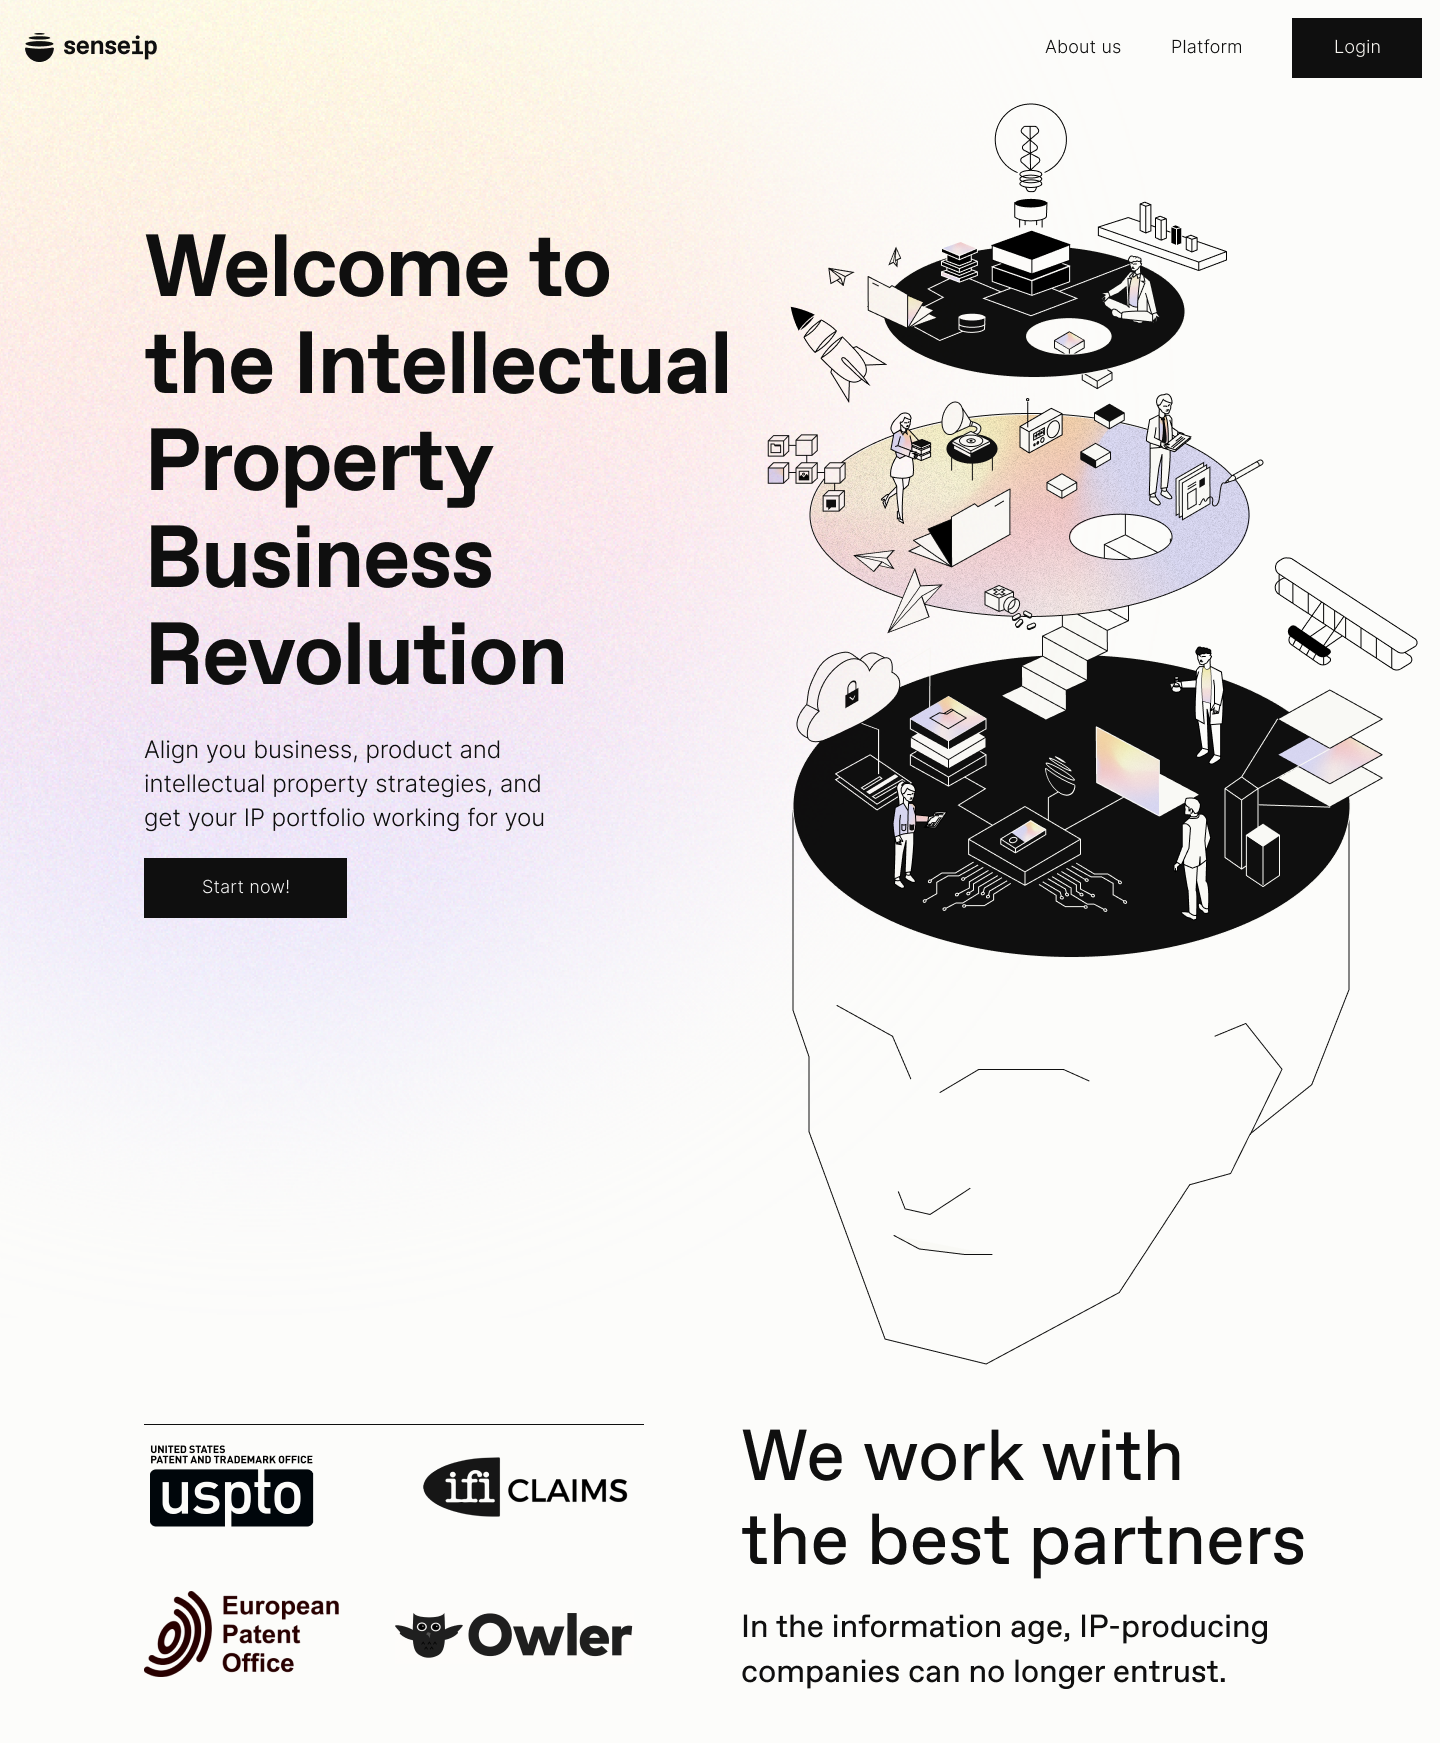 senseip
About us
Platform
Login
Welcome to
the Intellectual
Property
Business
Revolution
Align you business, product and
intellectual property strategies, and
get your IP portfolio working for you
Start now!
UNITED STATES
PATENT AND TRADEMARK OFFICE
uspto
ifi CLAIMS
European
Patent
Office
Owler
We work with
the best partners
In the information age, IP-producing
companies can no longer entrust.